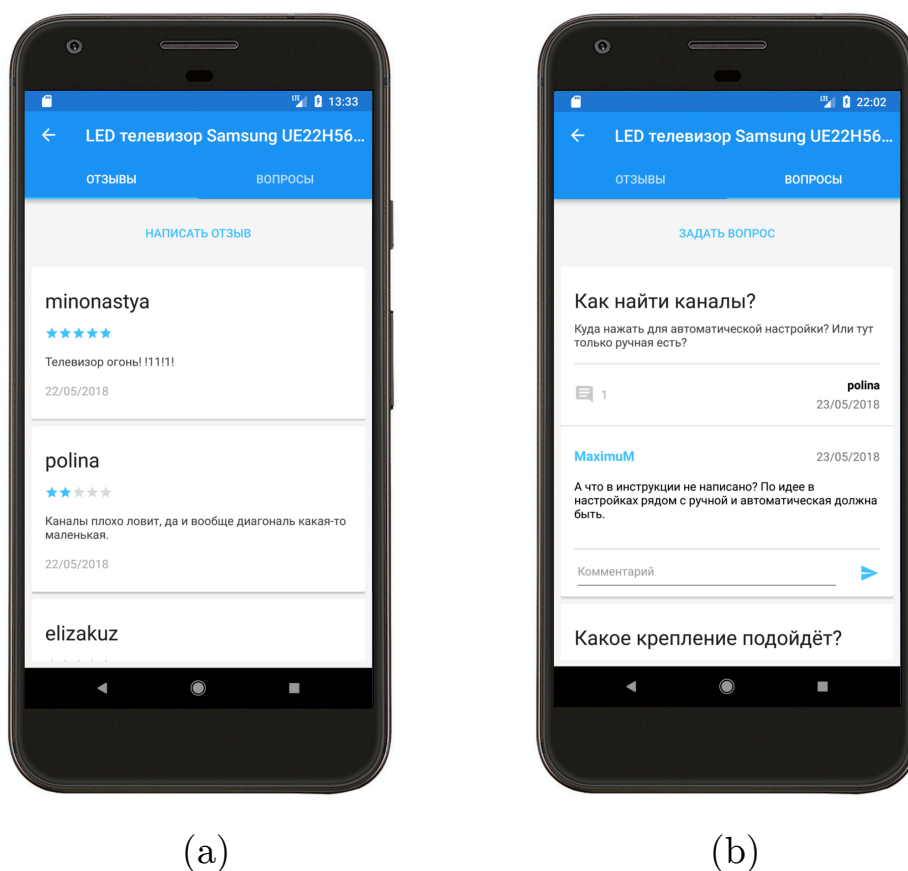 LTE 13:33
LED телевизор Samsung UE22H56...
ОТЗЫВЫ ВОПРОСЫ
НАПИСАТЬ ОТЗЫВ
minonastya
Телевизор огонь! !11!1!
22/05/2018
polina
Каналы плохо ловит, да и вообще диагональ какая-то
маленькая.
22/05/2018
elizakuz
(a)
LTE 22:02
LED телевизор Samsung UE22H56...
ОТЗЫВЫ ВОПРОСЫ
ЗАДАТЬ ВОПРОС
Как найти каналы?
Куда нажать для автоматической настройки? Или тут
только ручная есть?
1 polina
23/05/2018
MaximuM 23/05/2018
А что в инструкции не написано? По идее в
настройках рядом с ручной и автоматическая должна
быть.
Комментарий
Какое крепление подойдёт?
(b)